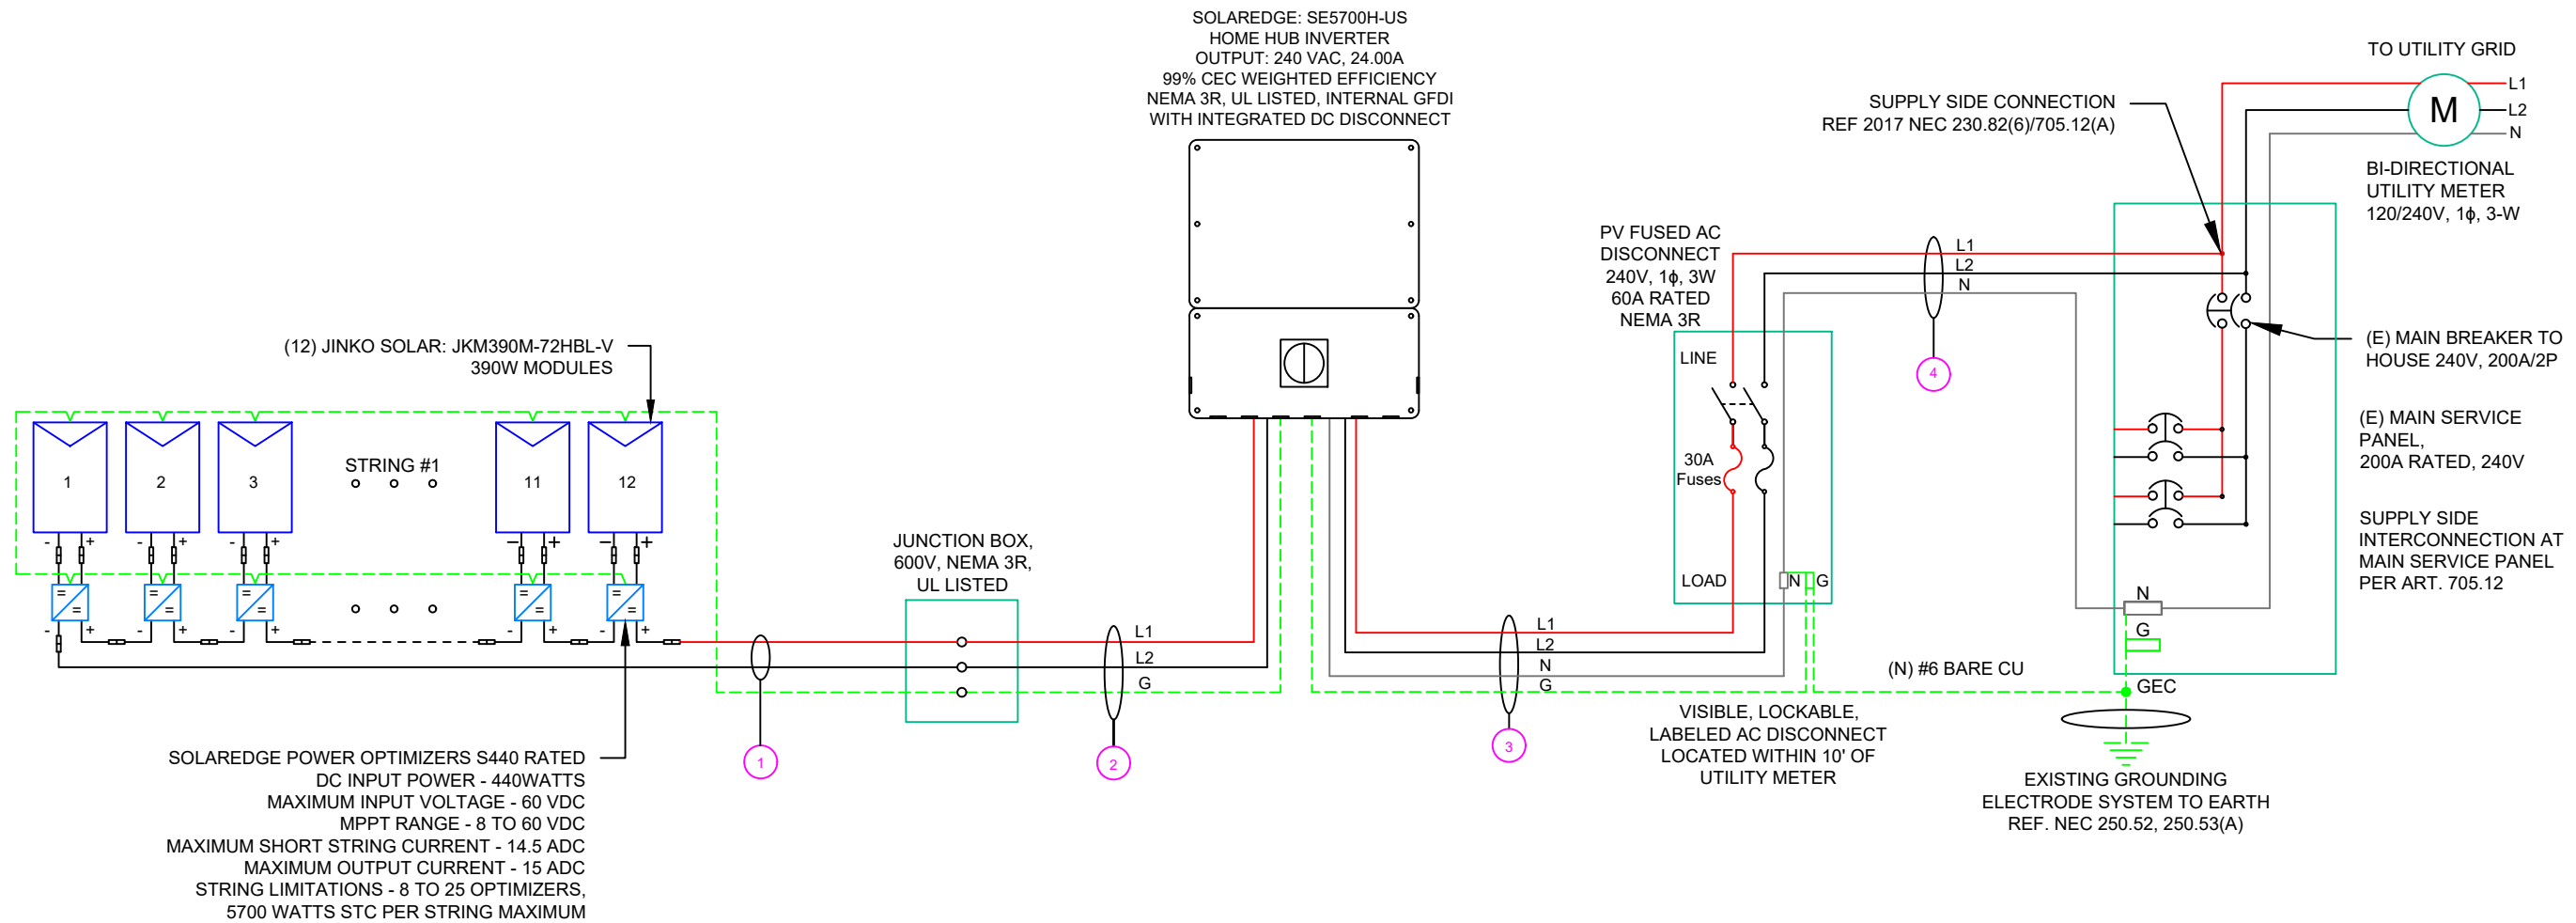 SOLAREDGE: SE5700H-US
HOME HUB INVERTER
OUTPUT: 240 VAC, 24.00A
99% CEC WEIGHTED EFFICIENCY
NEMA 3R, UL LISTED, INTERNAL GFDI
WITH INTEGRATED DC DISCONNECT
TO UTILITY GRID
L1
L2
N
M
SUPPLY SIDE CONNECTION
REF 2017 NEC 230.82(6)/705.12(A)
BI-DIRECTIONAL
UTILITY METER
120/240V, 1ϕ, 3-W
PV FUSED AC
DISCONNECT
240V, 1ϕ, 3W
60A RATED
NEMA 3R
L1
L2
N
4
LINE
30A
Fuses
LOAD
N
G
(E) MAIN BREAKER TO
HOUSE 240V, 200A/2P
(E) MAIN SERVICE
PANEL,
200A RATED, 240V
SUPPLY SIDE
INTERCONNECTION AT
MAIN SERVICE PANEL
PER ART. 705.12
N
G
GEC
(12) JINKO SOLAR: JKM390M-72HBL-V
390W MODULES
1
2
3
STRING #1
11
12
- + - + - + - + - +
= = = = = = = = = =
- + - + - + - + - +
JUNCTION BOX,
600V, NEMA 3R,
UL LISTED
L1
L2
G
1
2
L1
L2
N
G
3
(N) #6 BARE CU
VISIBLE, LOCKABLE,
LABELED AC DISCONNECT
LOCATED WITHIN 10' OF
UTILITY METER
EXISTING GROUNDING
ELECTRODE SYSTEM TO EARTH
REF. NEC 250.52, 250.53(A)
SOLAREDGE POWER OPTIMIZERS S440 RATED
DC INPUT POWER - 440WATTS
MAXIMUM INPUT VOLTAGE - 60 VDC
MPPT RANGE - 8 TO 60 VDC
MAXIMUM SHORT STRING CURRENT - 14.5 ADC
MAXIMUM OUTPUT CURRENT - 15 ADC
STRING LIMITATIONS - 8 TO 25 OPTIMIZERS,
5700 WATTS STC PER STRING MAXIMUM